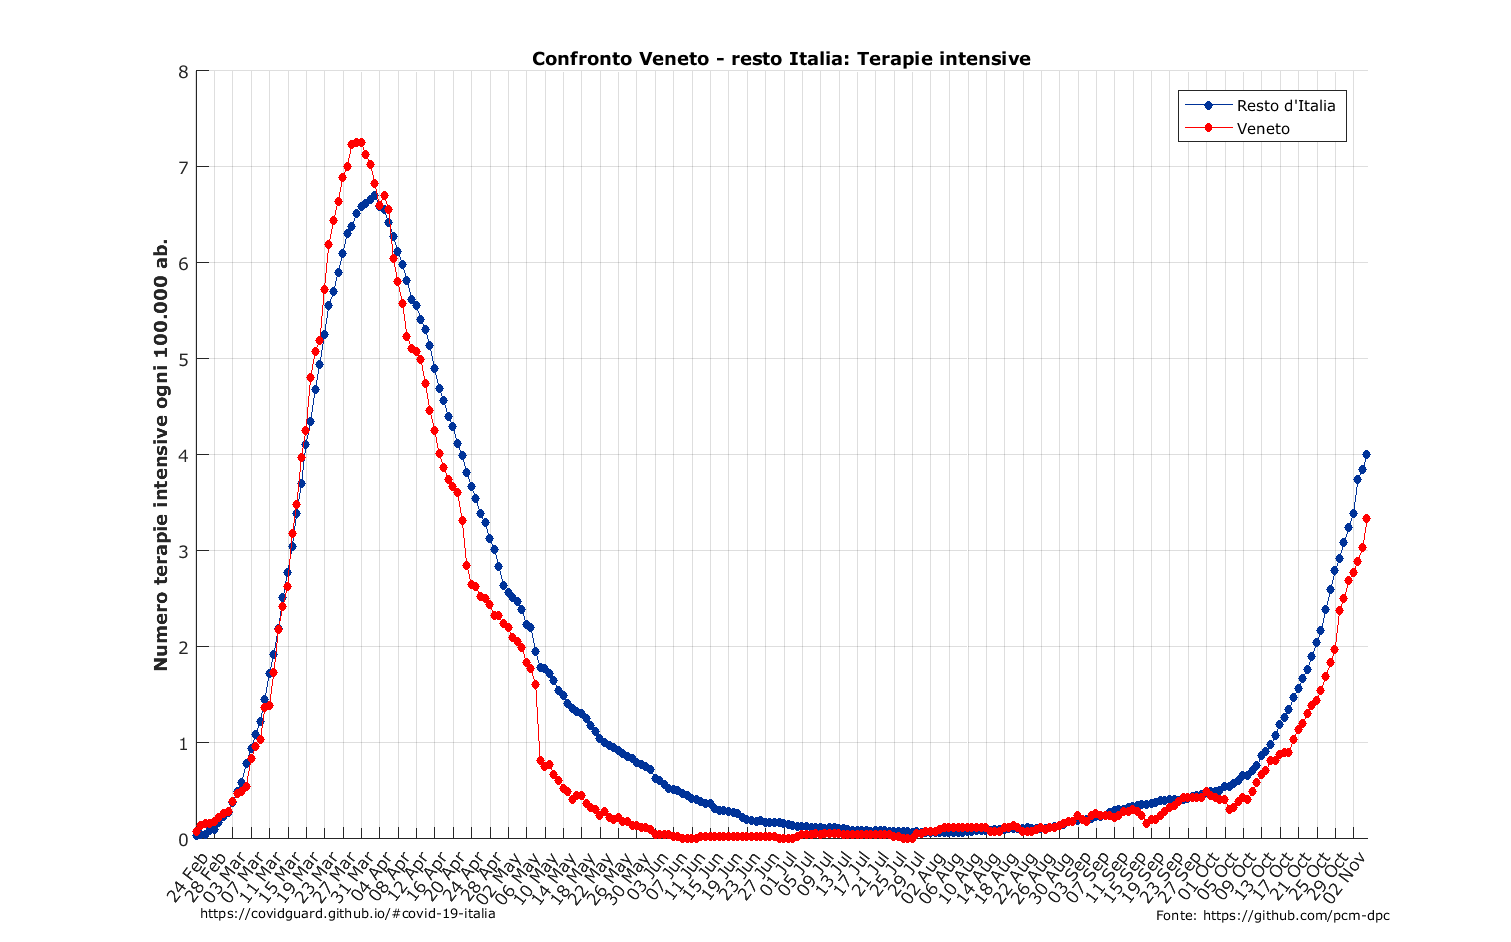 Confronto Veneto - resto Italia: Terapie intensive
Resto d'Italia
Veneto
Numero terapie intensive ogni 100.000 ab.
8
7
6
5
4
3
2
1
0
24 Feb
28 Feb
03 Mar
07 Mar
11 Mar
15 Mar
19 Mar
23 Mar
27 Mar
31 Mar
04 Apr
08 Apr
12 Apr
16 Apr
20 Apr
24 Apr
28 Apr
02 May
06 May
10 May
14 May
18 May
22 May
26 May
30 May
03 Jun
07 Jun
11 Jun
15 Jun
19 Jun
23 Jun
27 Jun
01 Jul
05 Jul
09 Jul
13 Jul
17 Jul
21 Jul
25 Jul
29 Jul
02 Aug
06 Aug
10 Aug
14 Aug
18 Aug
22 Aug
26 Aug
30 Aug
03 Sep
07 Sep
11 Sep
15 Sep
19 Sep
23 Sep
27 Sep
01 Oct
05 Oct
09 Oct
13 Oct
17 Oct
21 Oct
25 Oct
29 Oct
02 Nov
https://covidguard.github.io/#covid-19-italia
Fonte: https://github.com/pcm-dpc